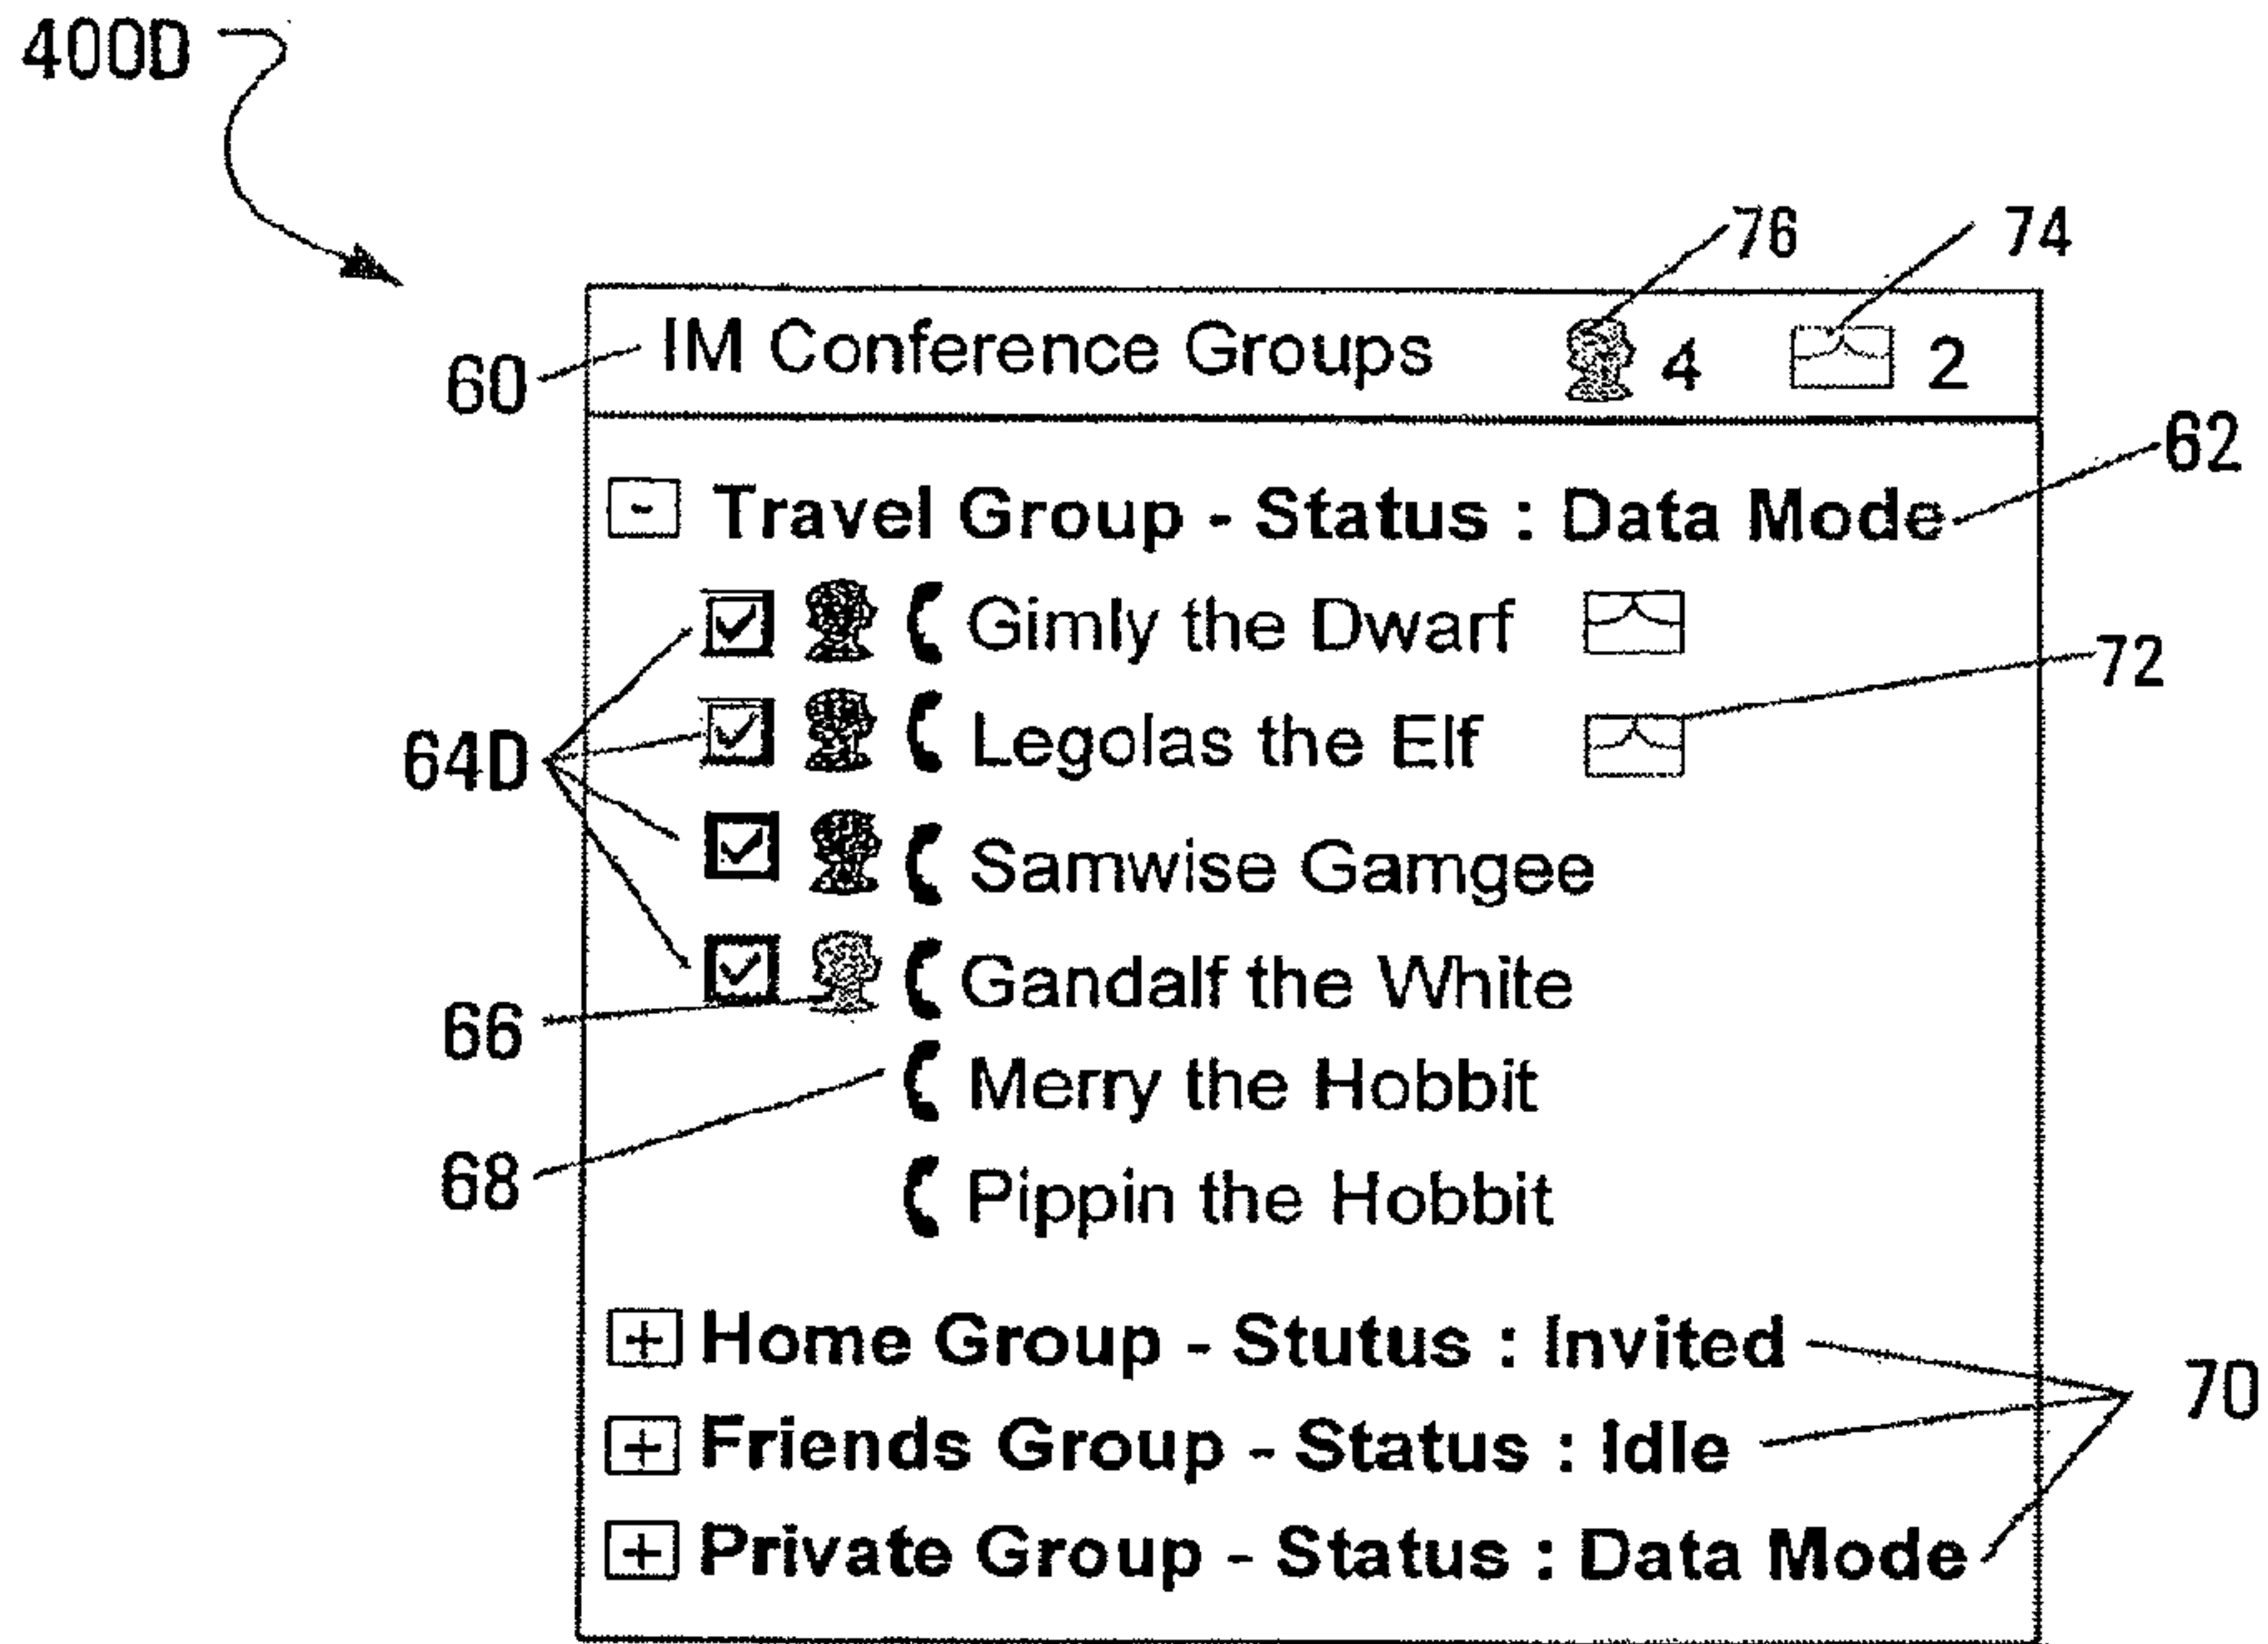 400D
76 74
60 IM Conference Groups 4 2
62
- Travel Group - Status : Data Mode
Gimly the Dwarf
72
64D Legolas the Elf
Samwise Gamgee
Gandalf the White
66
Merry the Hobbit
68 Pippin the Hobbit
+ Home Group - Stutus : Invited
70
+ Friends Group - Status : Idle
+ Private Group - Status : Data Mode